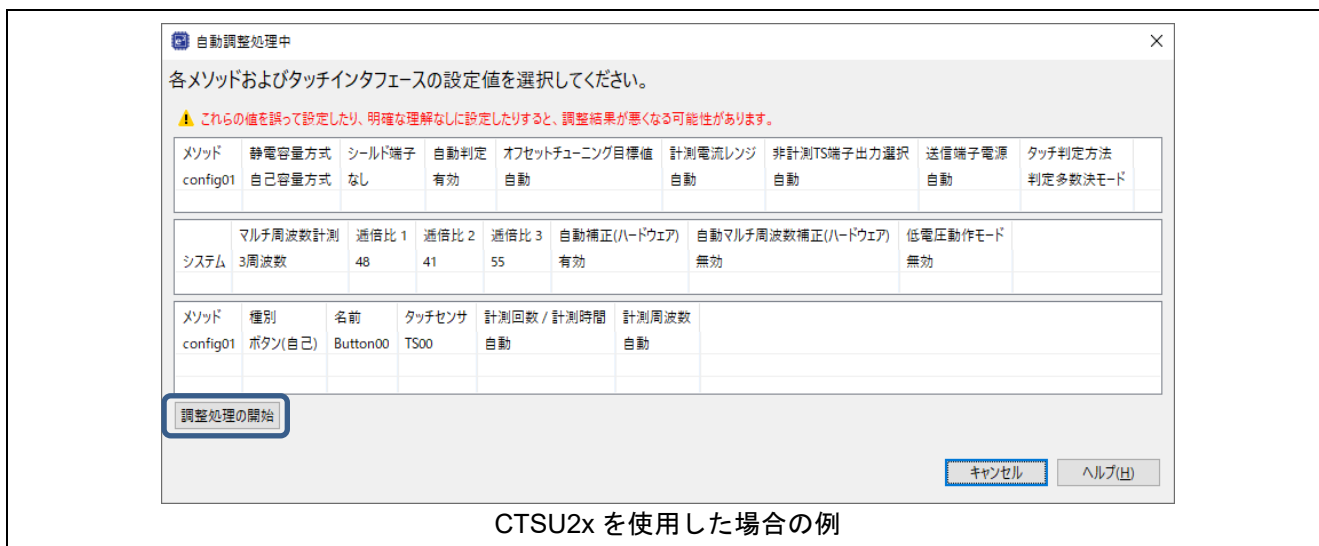 自動調整処理中
各メソッドおよびタッチインタフェースの設定値を選択してください。
これらの値を誤って設定したり、明確な理解なしに設定したりすると、調整結果が悪くなる可能性があります。
メソッド 静電容量方式 シールド端子 自動判定 オフセットチューニング目標値 計測電流レンジ 非計測TS端子出力選択 送信端子電源 タッチ判定方法
config01 自己容量方式 なし 有効 自動 自動 自動 自動 判定多数決モード
マルチ周波数計測 逓倍比 1 逓倍比 2 逓倍比 3 自動補正(ハードウェア) 自動マルチ周波数補正(ハードウェア) 低電圧動作モード
システム 3周波数 48 41 55 有効 無効 無効
メソッド 種別 名前 タッチセンサ 計測回数 / 計測時間 計測周波数
config01 ボタン(自己) Button00 TS00 自動 自動
調整処理の開始
キャンセル ヘルプ(H)
CTSU2x を使用した場合の例